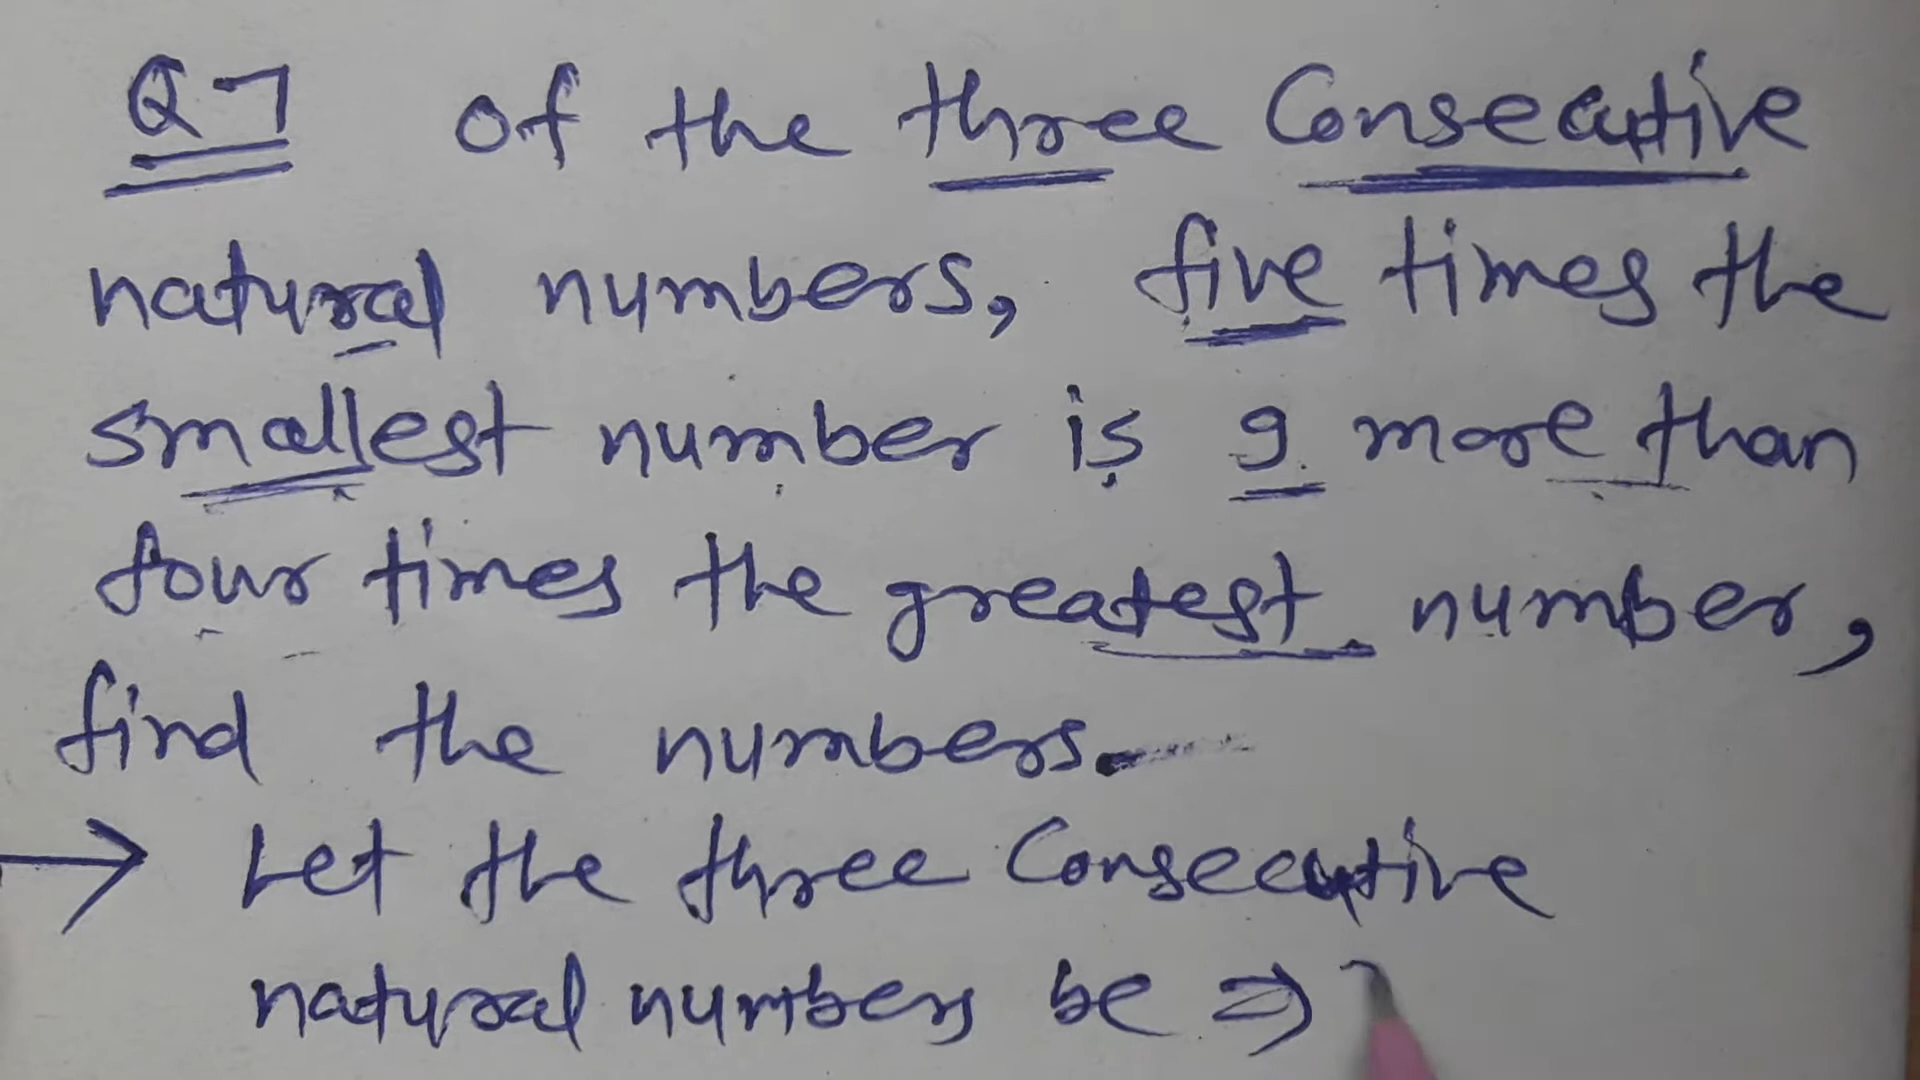 Q7 Of the three Consecutive
natural numbers, five times the
smallest number is 9 more than
four times the greatest number,
find the numbers.
→ Let the three Consecutive
natural numbers be ⇒